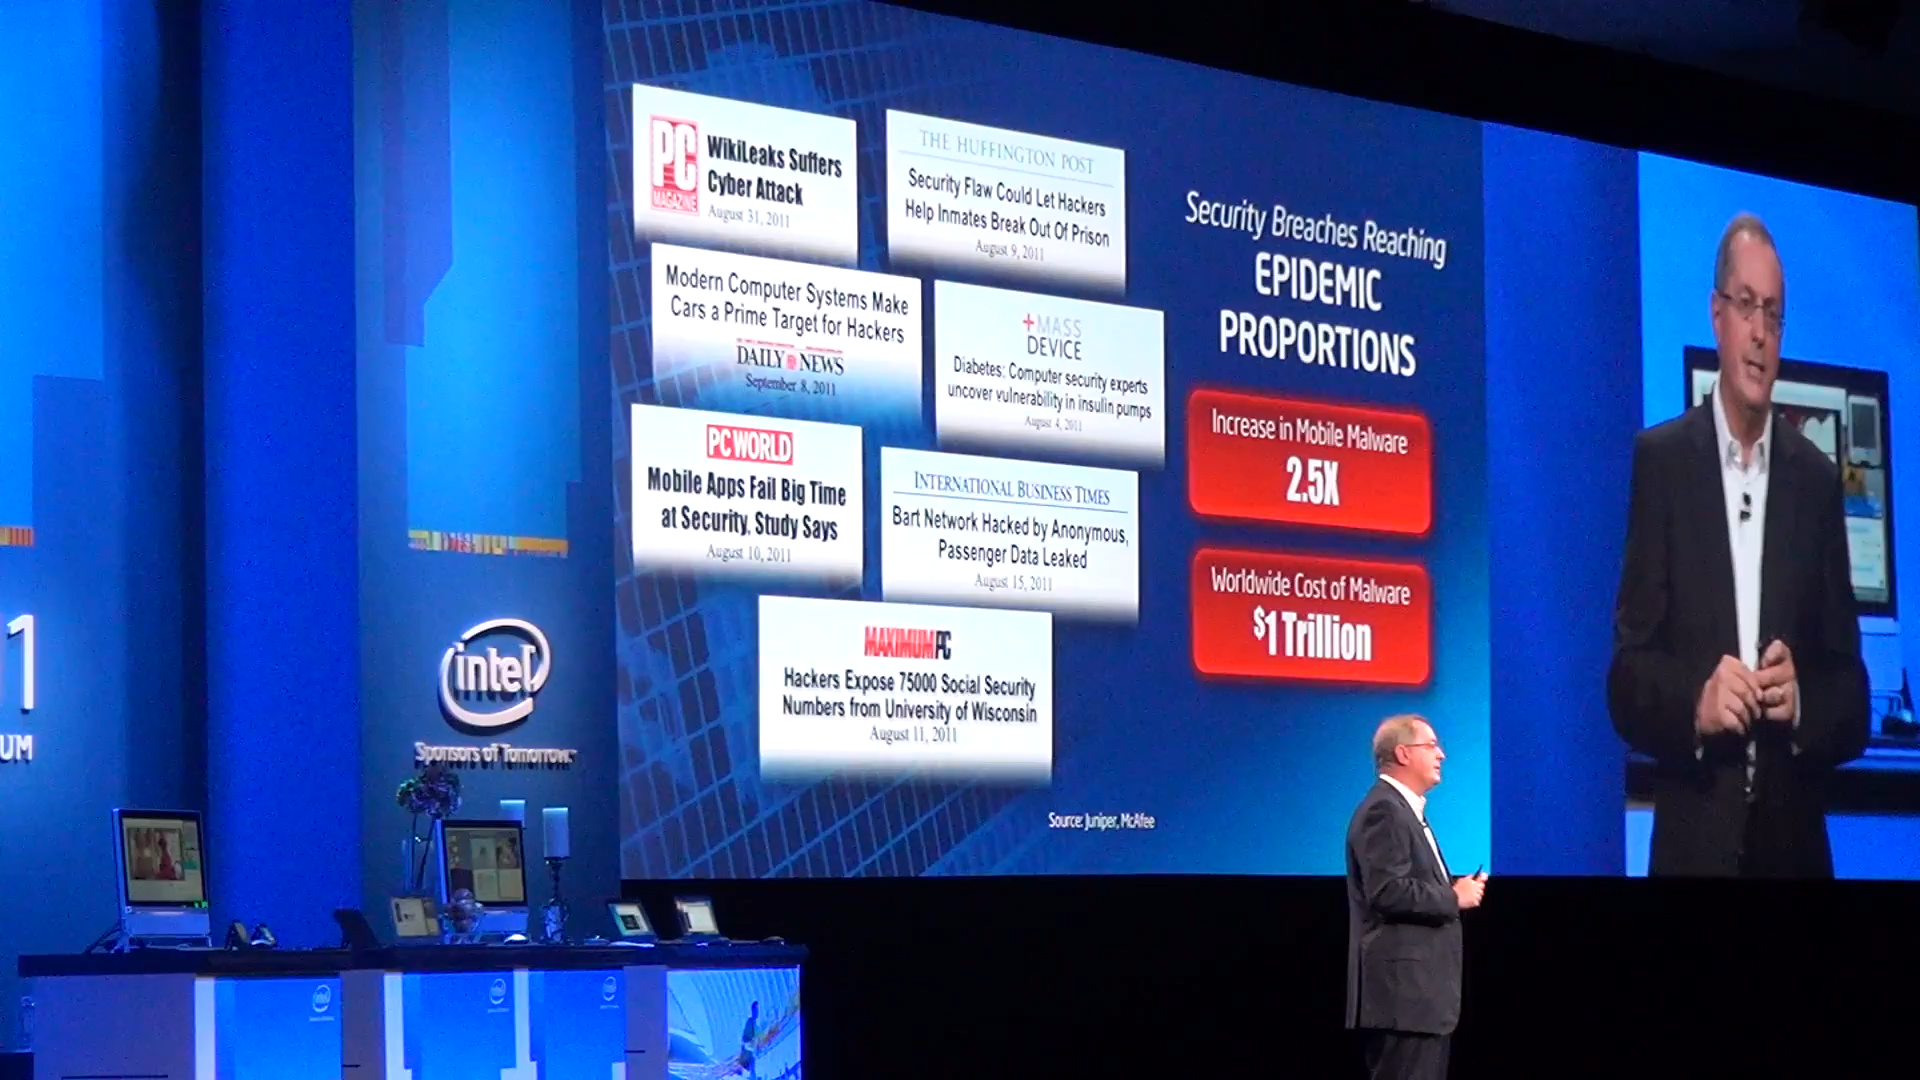 PC
MAGAZINE
WikiLeaks Suffers
Cyber Attack
August 31, 2011
THE HUFFINGTON POST
Security Flaw Could Let Hackers
Help Inmates Break Out Of Prison
August 9, 2011
Modern Computer Systems Make
Cars a Prime Target for Hackers
DAILY NEWS
September 8, 2011
+MASS
DEVICE
Diabetes: Computer security experts
uncover vulnerability in insulin pumps
August 4, 2011
PCWORLD
Mobile Apps Fail Big Time
at Security, Study Says
August 10, 2011
INTERNATIONAL BUSINESS TIMES
Bart Network Hacked by Anonymous,
Passenger Data Leaked
August 15, 2011
MAXIMUMPC
Hackers Expose 75000 Social Security
Numbers from University of Wisconsin
August 11, 2011
Security Breaches Reaching
EPIDEMIC
PROPORTIONS
Increase in Mobile Malware
2.5X
Worldwide Cost of Malware
$1 Trillion
Source: Juniper, McAfee
1
UM
intel
Sponsors of Tomorrow.™
intel
intel
intel